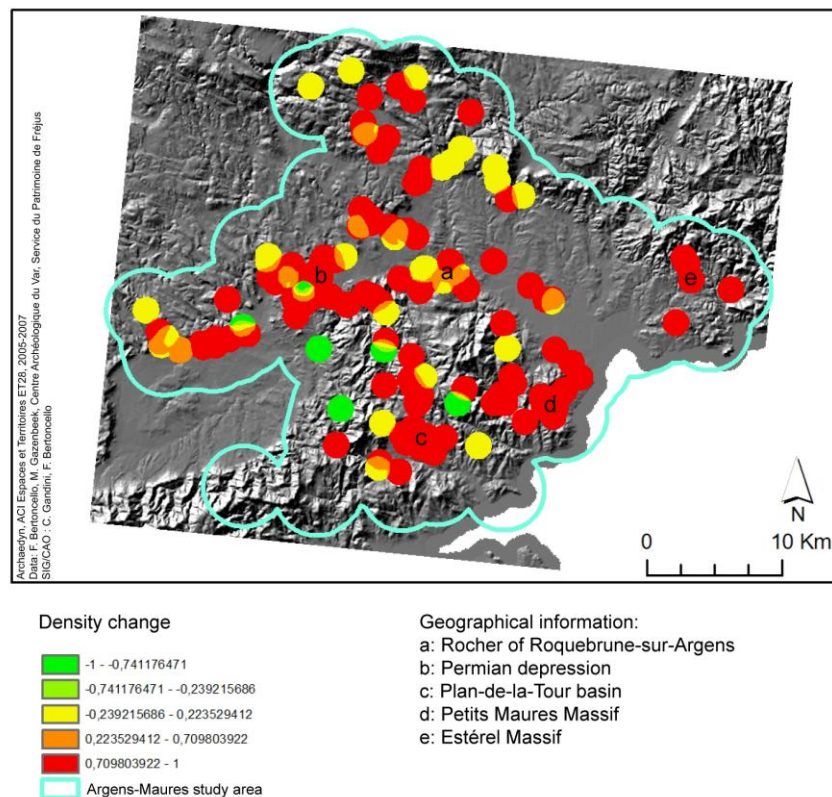 Archaedyn, ACI Espaces et Territoires ET28, 2005-2007
Data: F. Bertoncello, M. Gazenbeek, Centre Archéologique du Var, Service du Patrimoine de Fréjus
SIG/CAO : C. Gandini, F. Bertoncello
a
b
c
d
e
N
0 10 Km
Density change
-1 - -0,741176471
-0,741176471 - -0,239215686
-0,239215686 - 0,223529412
0,223529412 - 0,709803922
0,709803922 - 1
Argens-Maures study area
Geographical information:
a: Rocher of Roquebrune-sur-Argens
b: Permian depression
c: Plan-de-la-Tour basin
d: Petits Maures Massif
e: Estérel Massif